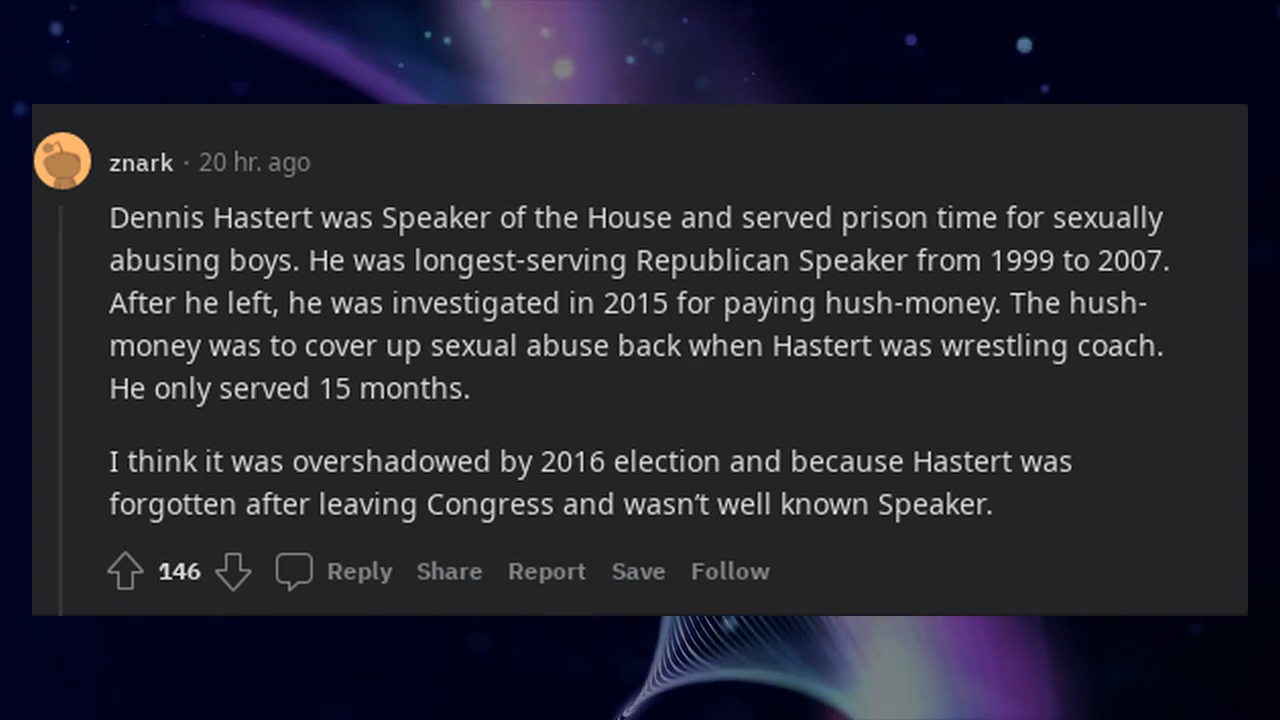 znark · 20 hr. ago
Dennis Hastert was Speaker of the House and served prison time for sexually
abusing boys. He was longest-serving Republican Speaker from 1999 to 2007.
After he left, he was investigated in 2015 for paying hush-money. The hush-
money was to cover up sexual abuse back when Hastert was wrestling coach.
He only served 15 months.
I think it was overshadowed by 2016 election and because Hastert was
forgotten after leaving Congress and wasn't well known Speaker.
146 Reply Share Report Save Follow